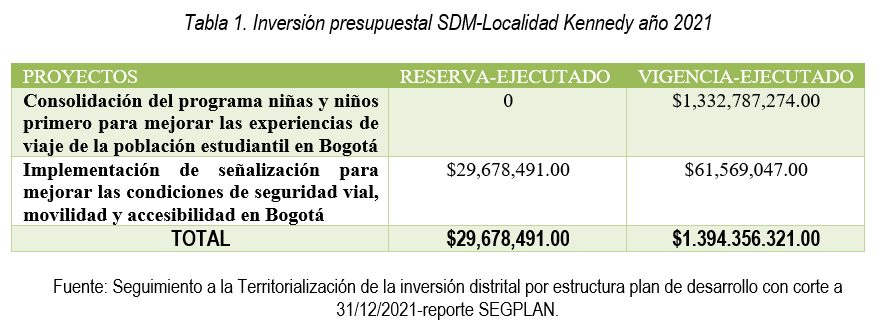 Tabla 1. Inversión presupuestal SDM-Localidad Kennedy año 2021
PROYECTOS RESERVA-EJECUTADO VIGENCIA-EJECUTADO
Consolidación del programa niñas y niños
primero para mejorar las experiencias de
viaje de la población estudiantil en Bogotá
0 $1,332,787,274.00
Implementación de señalización para
mejorar las condiciones de seguridad vial,
movilidad y accesibilidad en Bogotá
$29,678,491.00 $61,569,047.00
TOTAL $29,678,491.00 $1.394.356.321.00
Fuente: Seguimiento a la Territorialización de la inversión distrital por estructura plan de desarrollo con corte a
31/12/2021-reporte SEGPLAN.